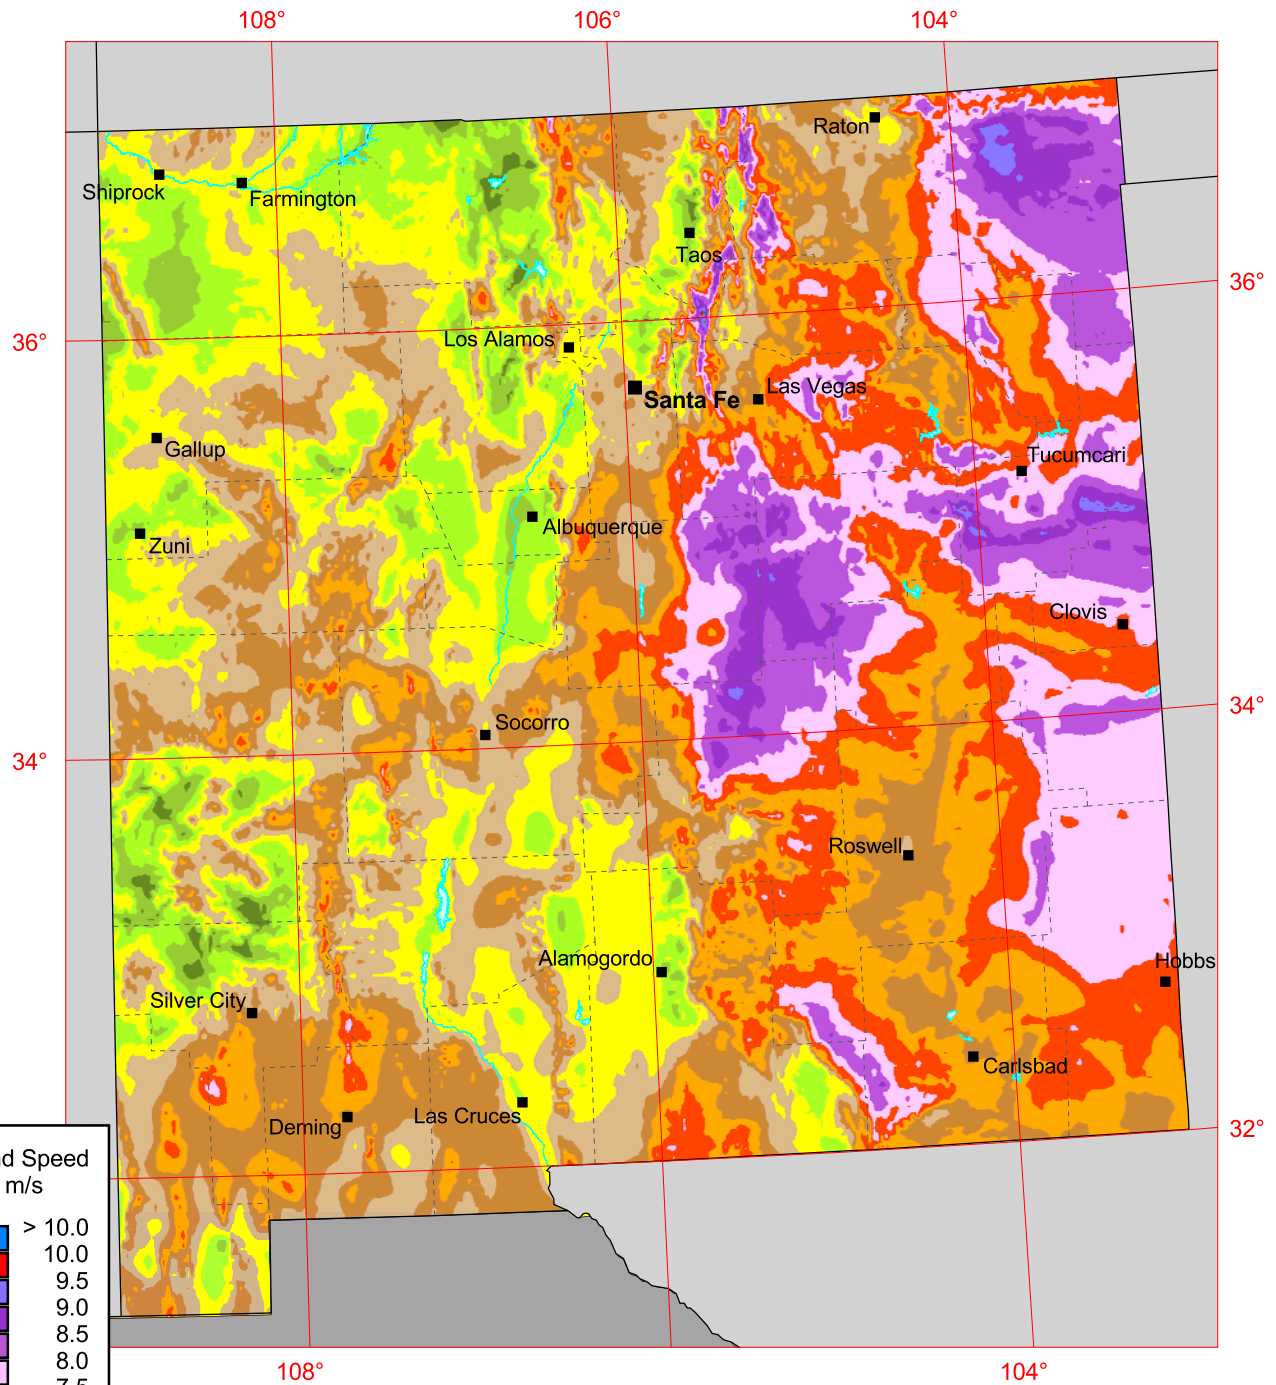 108°
106°
104°
Raton
Shiprock
Farmington
Taos
36°
36°
Los Alamos
Las Vegas
Santa Fe
Gallup
Tucumcari
Albuquerque
Zuni
Clovis
34°
Socorro
34°
Roswell
Alamogordo
Hobbs
Silver City
Carlsbad
Las Cruces
Deming
32°
d Speed
m/s
> 10.0
10.0
9.5
9.0
8.5
8.0
7.5
108°
104°